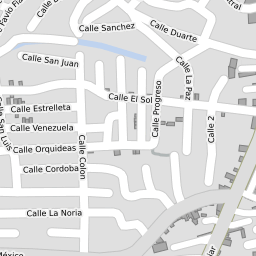 Calle Sanchez
Calle Duarte
Calle San Juan
Calle La Paz
Calle El Sol
Calle Estrelleta
Calle Progreso
Calle 2
Calle Venezuela
Calle Colon
Calle Orquideas
Calle San Luis
Calle Cordoba
Calle La Noria
México